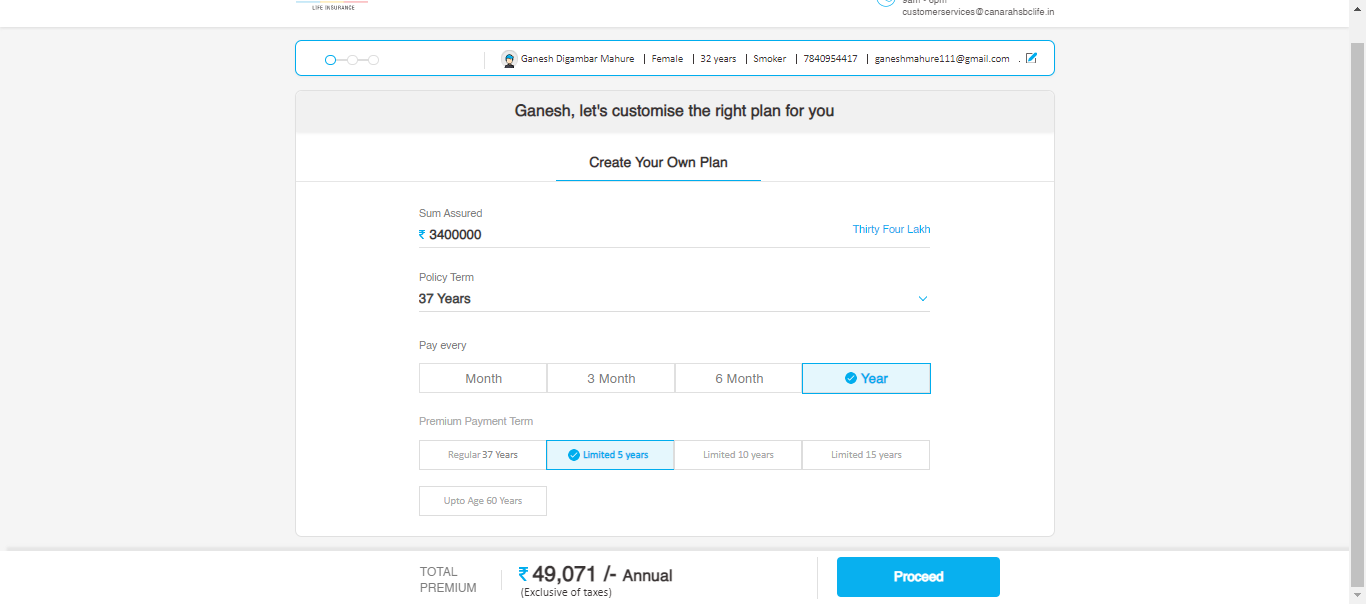 LIFE INSURANCE
9am - 6pm
customerservices@canarahsbclife.in
Ganesh Digambar Mahure | Female | 32 years | Smoker | 7840954417 | ganeshmahure111@gmail.com .
Ganesh, let's customise the right plan for you
Create Your Own Plan
Sum Assured
₹ 3400000
Thirty Four Lakh
Policy Term
37 Years
Pay every
Month
3 Month
6 Month
Year
Premium Payment Term
Regular 37 Years
Limited 5 years
Limited 10 years
Limited 15 years
Upto Age 60 Years
TOTAL
PREMIUM
₹ 49,071 /- Annual
(Exclusive of taxes)
Proceed